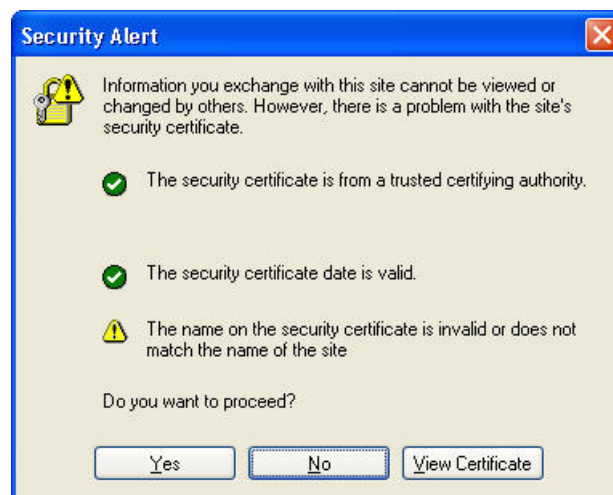 Security Alert
Information you exchange with this site cannot be viewed or
changed by others. However, there is a problem with the site's
security certificate.
The security certificate is from a trusted certifying authority.
The security certificate date is valid.
The name on the security certificate is invalid or does not
match the name of the site
Do you want to proceed?
Yes No View Certificate